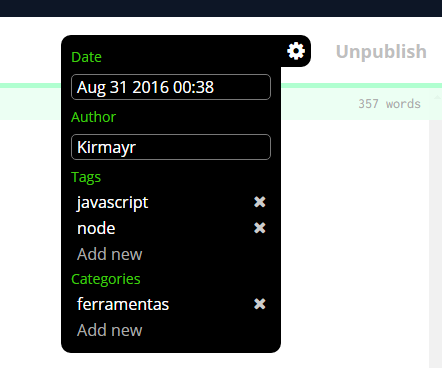 Date
Unpublish
Aug 31 2016 00:38
357 words
Author
Kirmayr
Tags
javascript
node
Add new
Categories
ferramentas
Add new